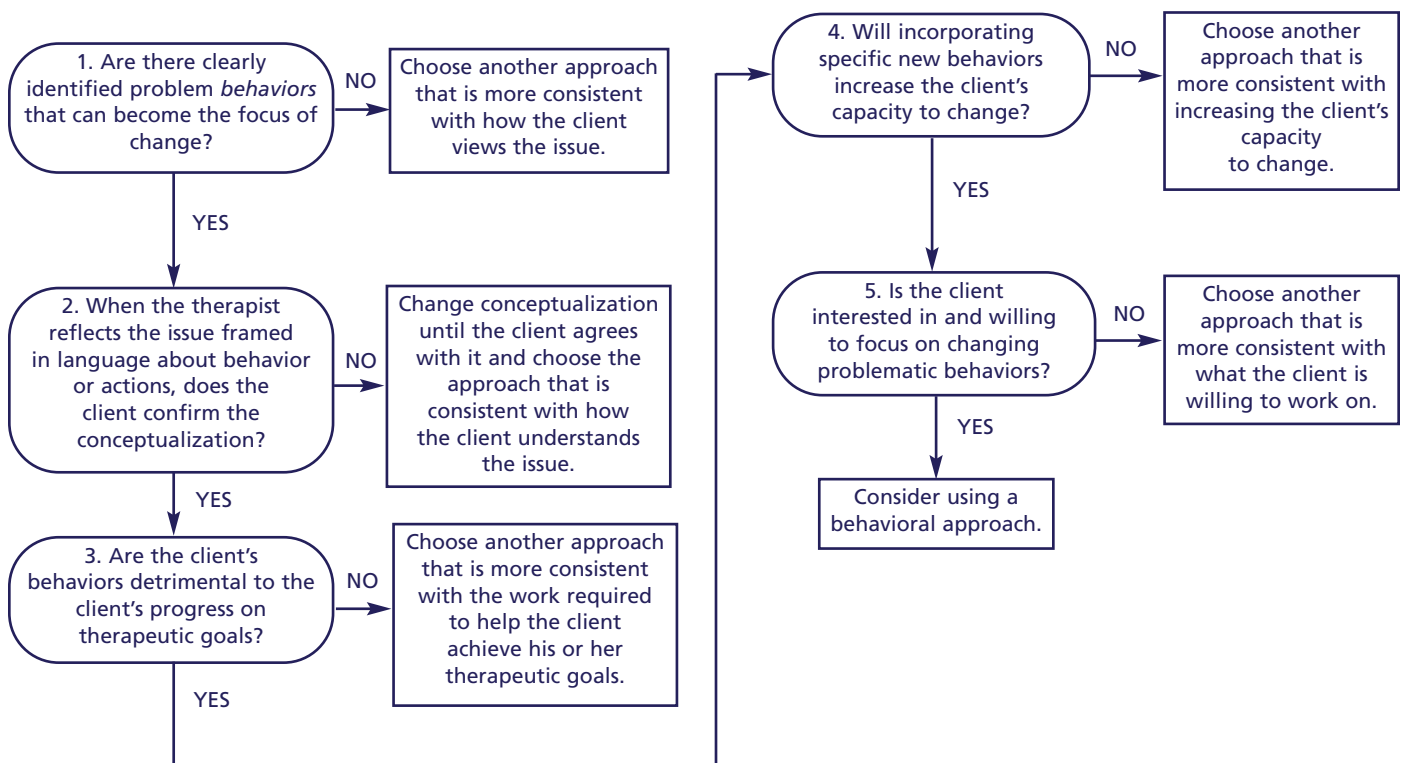 1. Are there clearly
identified problem behaviors
that can become the focus of
change?
NO
Choose another approach
that is more consistent
with how the client
views the issue.
YES
2. When the therapist
reflects the issue framed
in language about behavior
or actions, does the
client confirm the
conceptualization?
NO
Change conceptualization
until the client agrees
with it and choose the
approach that is
consistent with how
the client understands
the issue.
YES
3. Are the client’s
behaviors detrimental to the
client’s progress on
therapeutic goals?
NO
Choose another approach
that is more consistent
with the work required
to help the client
achieve his or her
therapeutic goals.
YES
4. Will incorporating
specific new behaviors
increase the client’s
capacity to change?
NO
Choose another
approach that is
more consistent with
increasing the client’s
capacity
to change.
YES
5. Is the client
interested in and willing
to focus on changing
problematic behaviors?
NO
Choose another
approach that is
more consistent with
what the client is
willing to work on.
YES
Consider using a
behavioral approach.